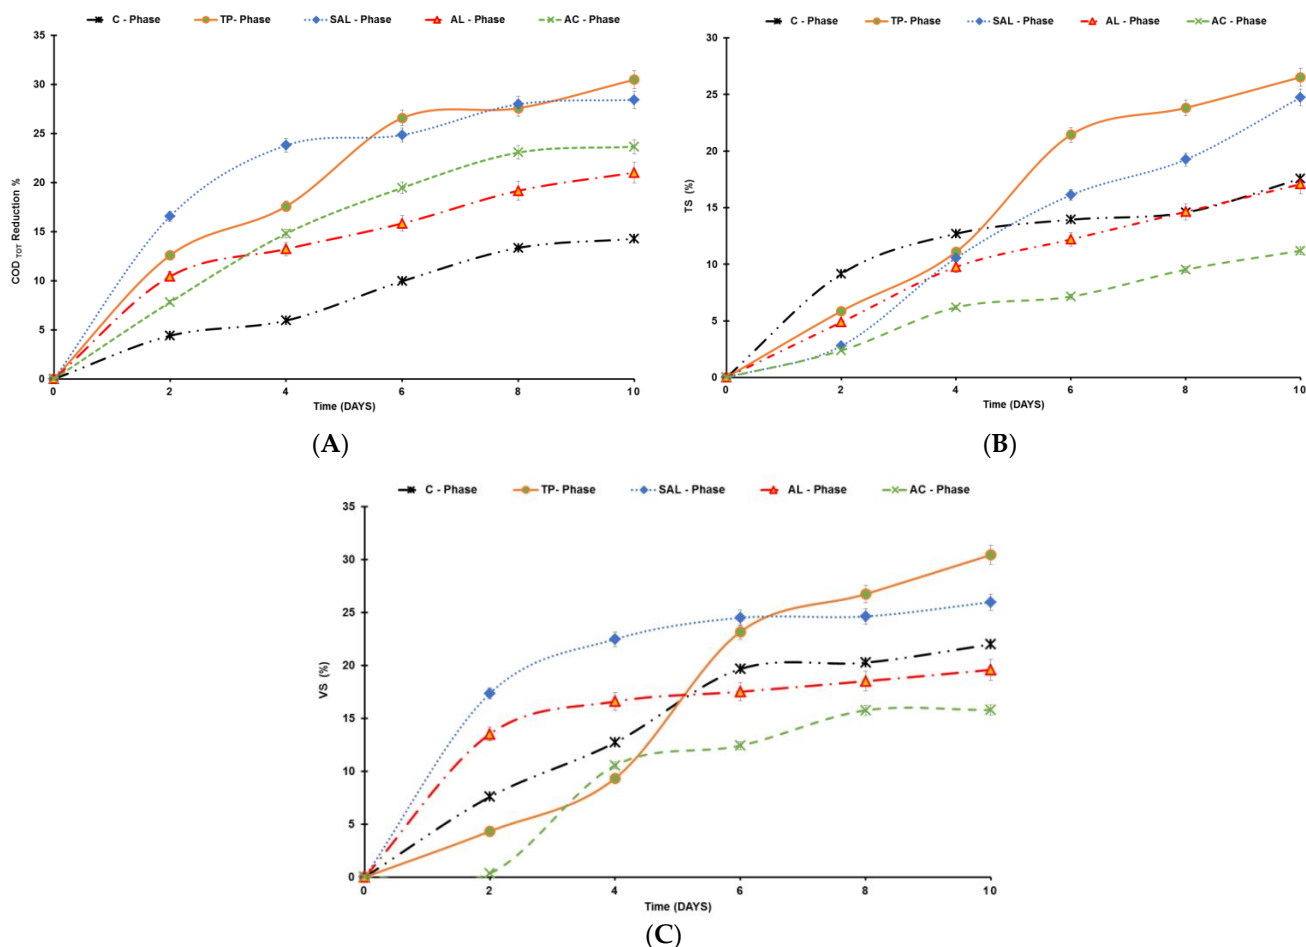 C - Phase TP- Phase SAL - Phase AL - Phase AC - Phase
35
30
25
20
15
10
5
0
COD TOT Reduction %
0 2 4 6 8 10
Time (DAYS)
(A)
C - Phase TP - Phase SAL - Phase AL - Phase AC - Phase
30
25
20
15
10
5
0
TS (%)
0 2 4 6 8 10
Time (DAYS)
(B)
C - Phase TP- Phase SAL - Phase AL - Phase AC - Phase
35
30
25
20
15
10
5
0
VS (%)
0 2 4 6 8 10
Time (DAYS)
(C)